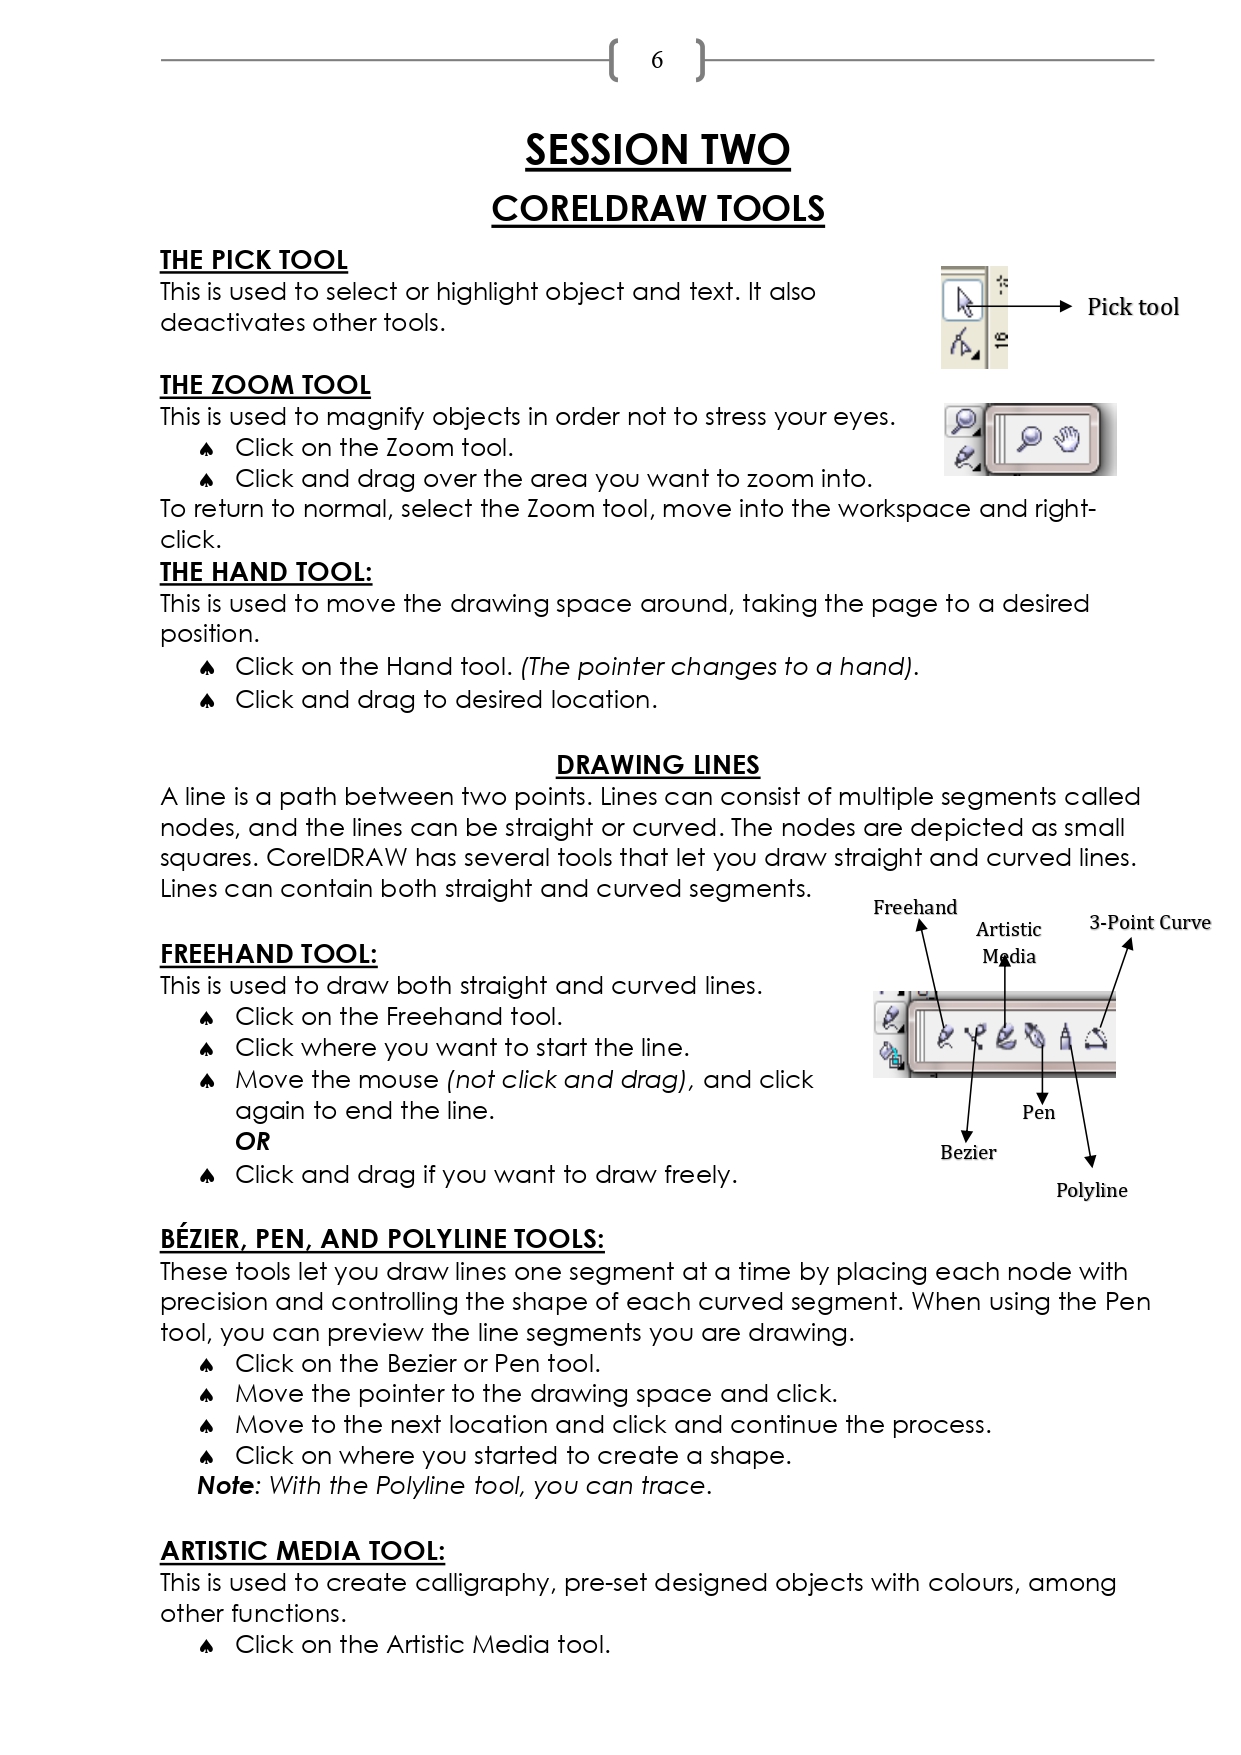 6
SESSION TWO
CORELDRAW TOOLS
THE PICK TOOL
This is used to select or highlight object and text. It also
deactivates other tools.
16
Pick tool
THE ZOOM TOOL
This is used to magnify objects in order not to stress your eyes.
♠ Click on the Zoom tool.
♠ Click and drag over the area you want to zoom into.
To return to normal, select the Zoom tool, move into the workspace and right-
click.
THE HAND TOOL:
This is used to move the drawing space around, taking the page to a desired
position.
♠ Click on the Hand tool. (The pointer changes to a hand).
♠ Click and drag to desired location.
DRAWING LINES
A line is a path between two points. Lines can consist of multiple segments called
nodes, and the lines can be straight or curved. The nodes are depicted as small
squares. CorelDRAW has several tools that let you draw straight and curved lines.
Lines can contain both straight and curved segments.
Freehand
Artistic
Media
3-Point Curve
Pen
Bezier
Polyline
FREEHAND TOOL:
This is used to draw both straight and curved lines.
♠ Click on the Freehand tool.
♠ Click where you want to start the line.
♠ Move the mouse (not click and drag), and click
again to end the line.
OR
♠ Click and drag if you want to draw freely.
BÉZIER, PEN, AND POLYLINE TOOLS:
These tools let you draw lines one segment at a time by placing each node with
precision and controlling the shape of each curved segment. When using the Pen
tool, you can preview the line segments you are drawing.
♠ Click on the Bezier or Pen tool.
♠ Move the pointer to the drawing space and click.
♠ Move to the next location and click and continue the process.
♠ Click on where you started to create a shape.
Note: With the Polyline tool, you can trace.
ARTISTIC MEDIA TOOL:
This is used to create calligraphy, pre-set designed objects with colours, among
other functions.
♠ Click on the Artistic Media tool.